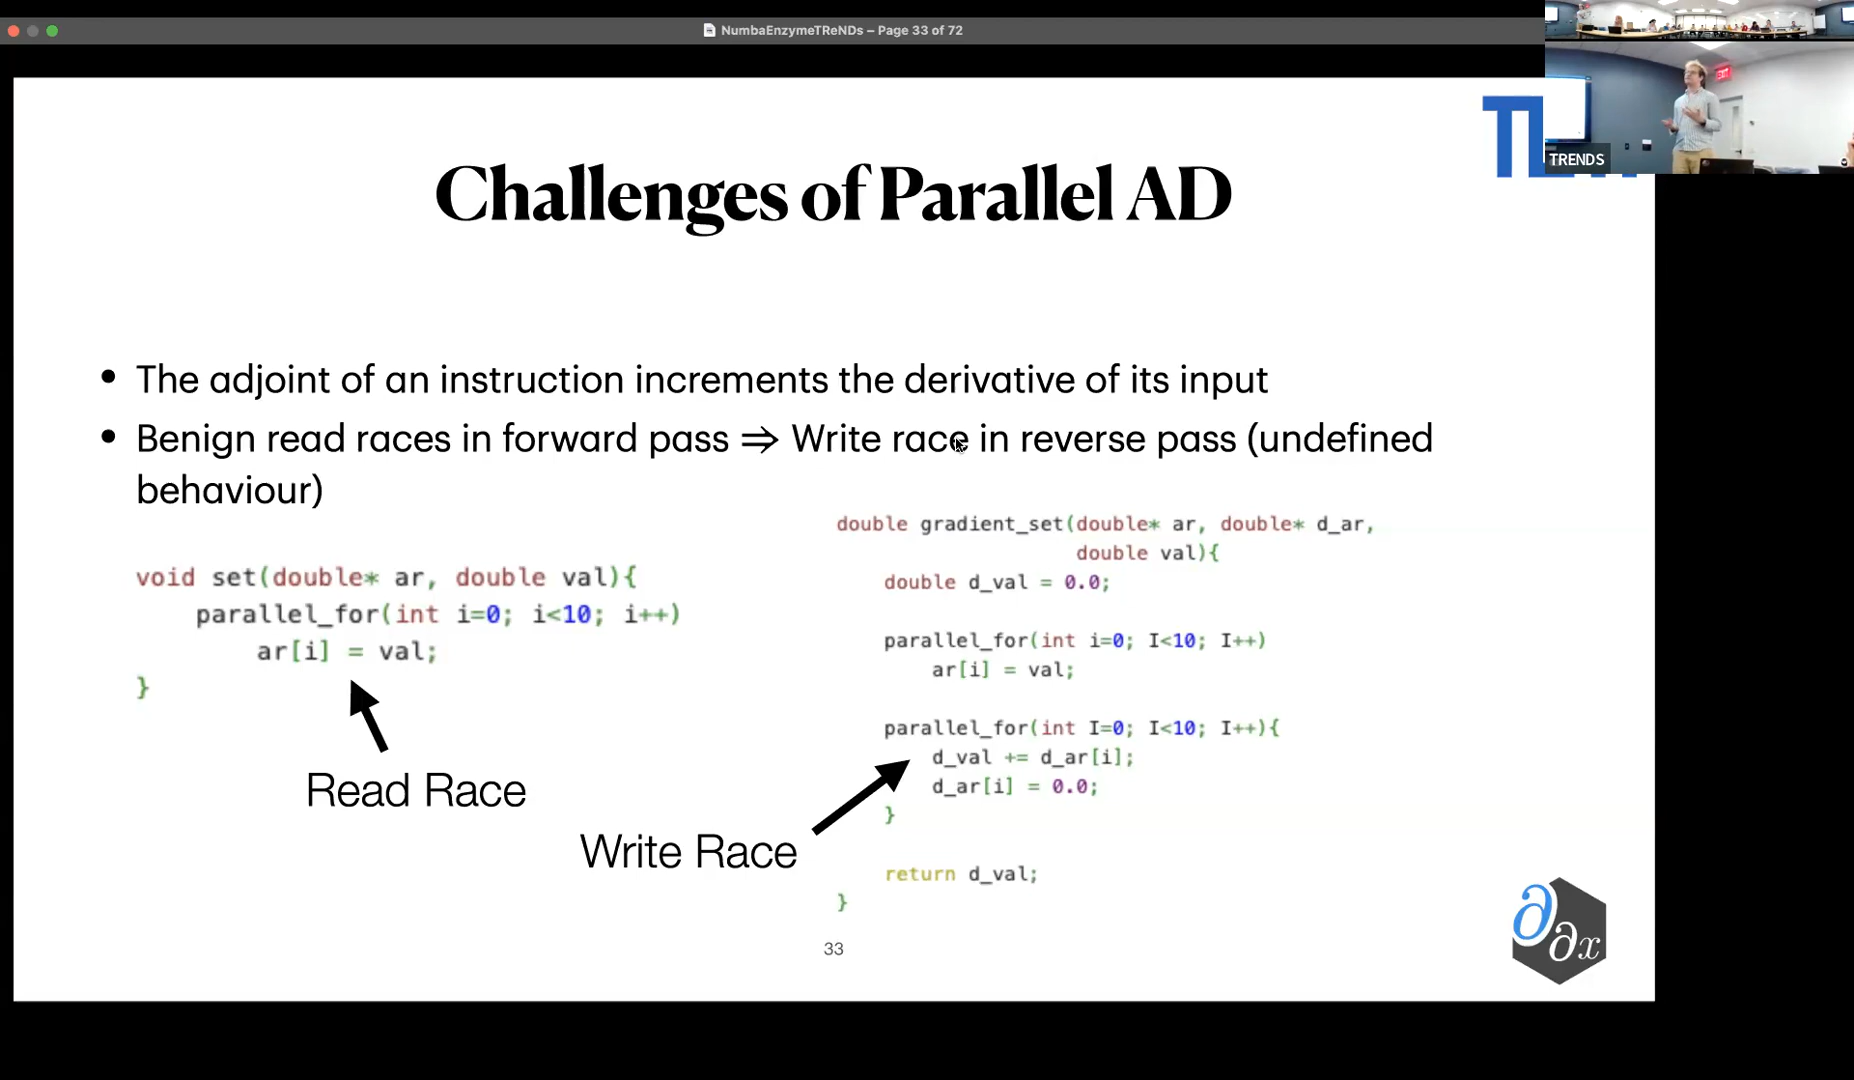 NumbaEnzymeTReNDs – Page 33 of 72
TRENDS
Challenges of Parallel AD
• The adjoint of an instruction increments the derivative of its input
• Benign read races in forward pass ⇒ Write race in reverse pass (undefined
behaviour)
void set(double* ar, double val){
parallel_for(int i=0; i<10; i++)
ar[i] = val;
}
Read Race
double gradient_set(double* ar, double* d_ar,
double val){
double d_val = 0.0;
parallel_for(int i=0; I<10; I++)
ar[i] = val;
parallel_for(int I=0; I<10; I++){
d_val += d_ar[i];
d_ar[i] = 0.0;
}
return d_val;
}
Write Race
33
∂
∂x